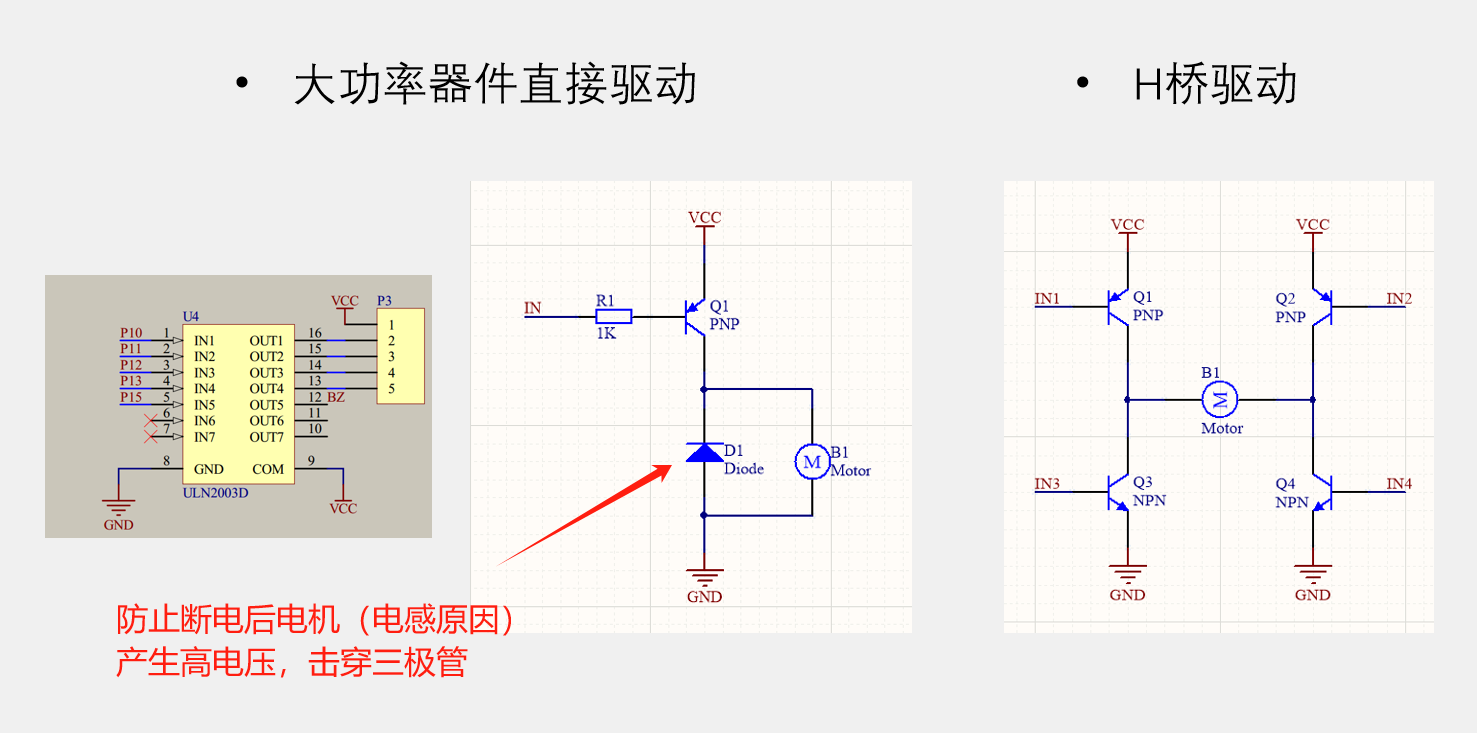 • 大功率器件直接驱动
• H桥驱动
U4
P10 1 IN1 OUT1 16
P11 2 IN2 OUT2 15
P12 3 IN3 OUT3 14
P13 4 IN4 OUT4 13
P15 5 IN5 OUT5 12 BZ
6 IN6 OUT6 11
7 IN7 OUT7 10
8 GND COM 9
ULN2003D
GND
VCC
VCC
P3
1
2
3
4
5
VCC
IN
R1
1K
Q1
PNP
D1
Diode
M
B1
Motor
GND
VCC
VCC
IN1
Q1
PNP
Q2
PNP
IN2
B1
M
Motor
IN3
Q3
NPN
Q4
NPN
IN4
GND
GND
防止断电后电机（电感原因）
产生高电压，击穿三极管